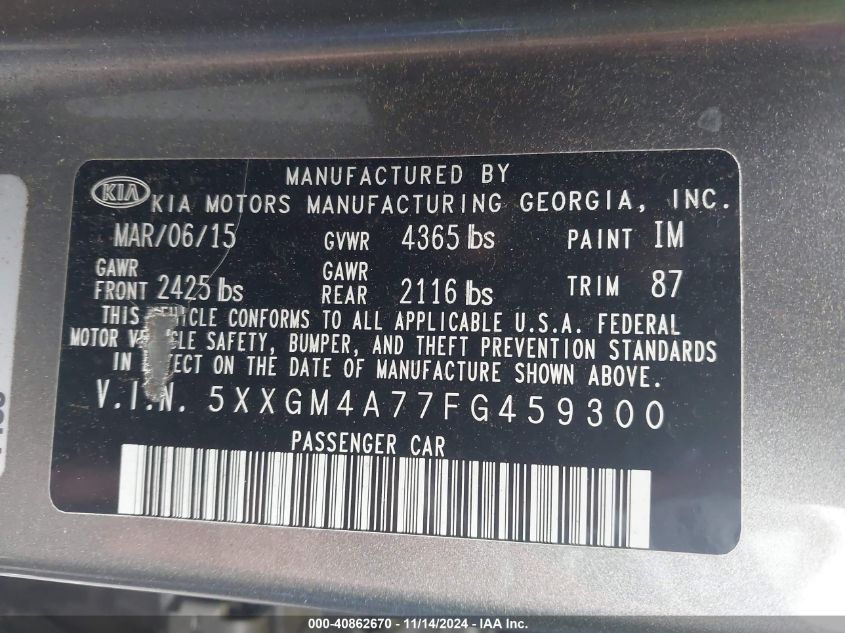 MANUFACTURED BY
KIA KIA MOTORS MANUFACTURING GEORGIA, INC.
MAR/06/15 GVWR 4365 lbs PAINT IM
GAWR FRONT 2425 lbs GAWR REAR 2116 lbs TRIM 87
THIS CONFORMS TO ALL APPLICABLE U.S.A. FEDERAL
MOTOR SAFETY, BUMPER, AND THEFT PREVENTION STANDARDS
IN ON THE DATE OF MANUFACTURE SHOWN ABOVE.
V.I.N. 5XXGM4A77FG459300
PASSENGER CAR
000-40862670 - 11/14/2024 - IAA Inc.